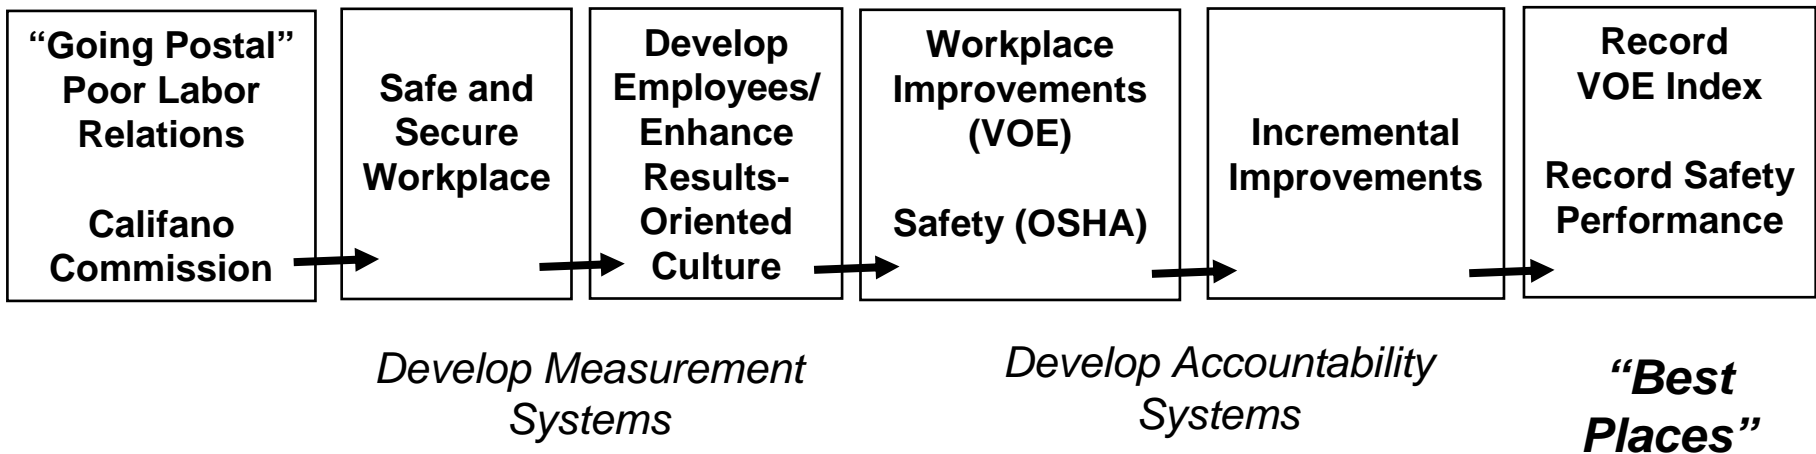 “Going Postal”
Poor Labor
Relations
Califano
Commission
Safe and
Secure
Workplace
Develop
Employees/
Enhance
Results-
Oriented
Culture
Workplace
Improvements
(VOE)
Safety (OSHA)
Incremental
Improvements
Record
VOE Index
Record Safety
Performance
Develop Measurement
Systems
Develop Accountability
Systems
“Best
Places”